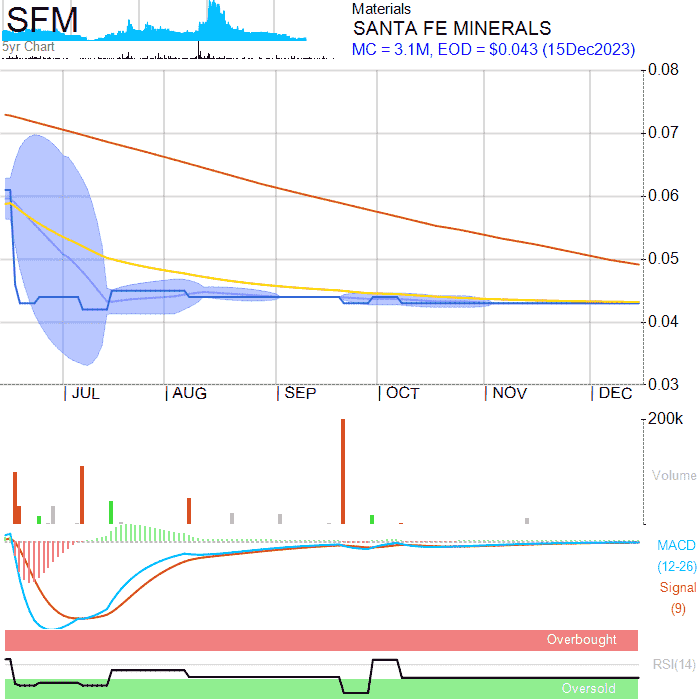 SFM
5yr Chart
Materials
SANTA FE MINERALS
MC = 3.1M, EOD = $0.043 (15Dec2023)
0.08
0.07
0.06
0.05
0.04
0.03
JUL AUG SEP OCT NOV DEC
200k
Volume
MACD
(12-26)
Signal
(9)
Overbought
RSI(14)
Oversold